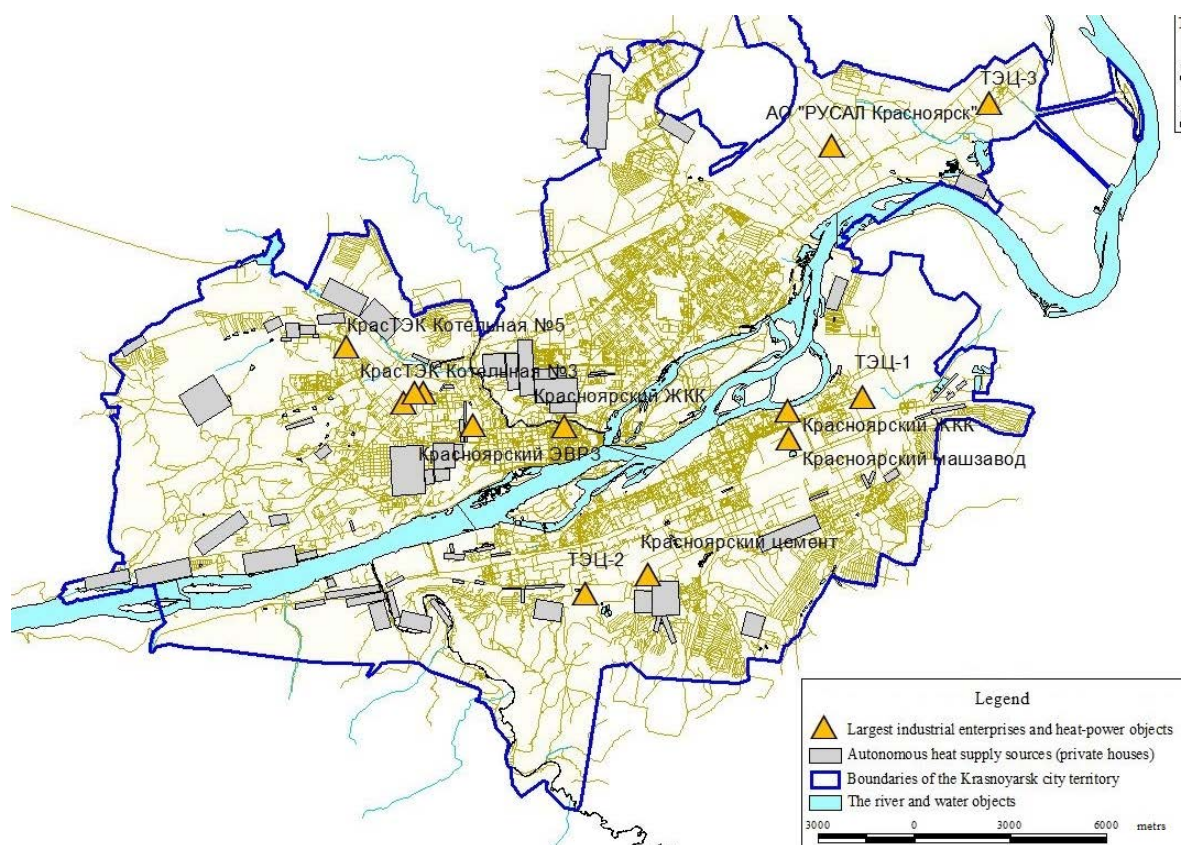 ТЭЦ-3
АО "РУСАЛ Красноярск"
КрасТЭК Котельная №5
КрасТЭК Котельная №3
ТЭЦ-1
Красноярский ЖКК
Красноярский ЖКК
Красноярский ЭВРЗ
Красноярский машзавод
Красноярский цемент
ТЭЦ-2
Legend
Largest industrial enterprises and heat-power objects
Autonomous heat supply sources (private houses)
Boundaries of the Krasnoyarsk city territory
The river and water objects
3000 0 3000 6000 metrs